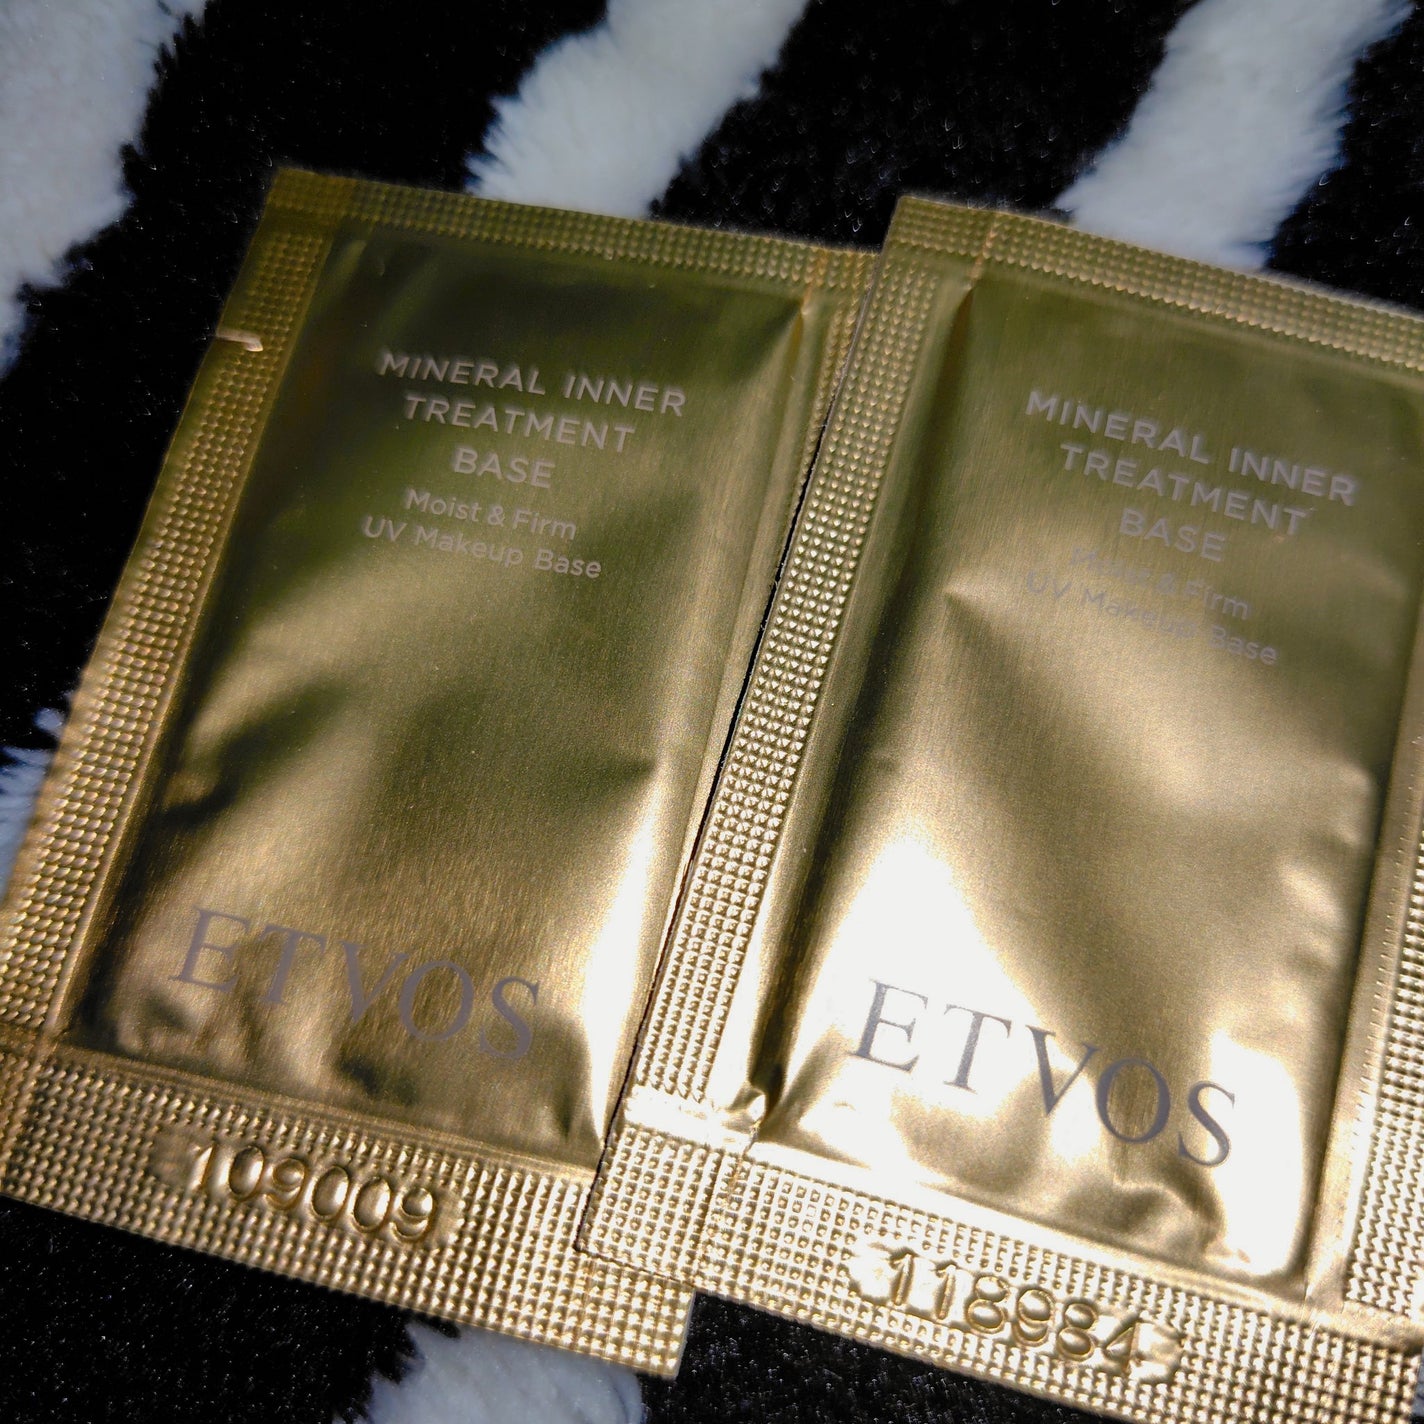 MINERAL INNER
TREATMENT
BASE
Moist & Firm
UV Makeup Base
ETVOS
109009
MINERAL INNER
TREATMENT
BASE
Moist & Firm
UV Makeup Base
ETVOS
118984